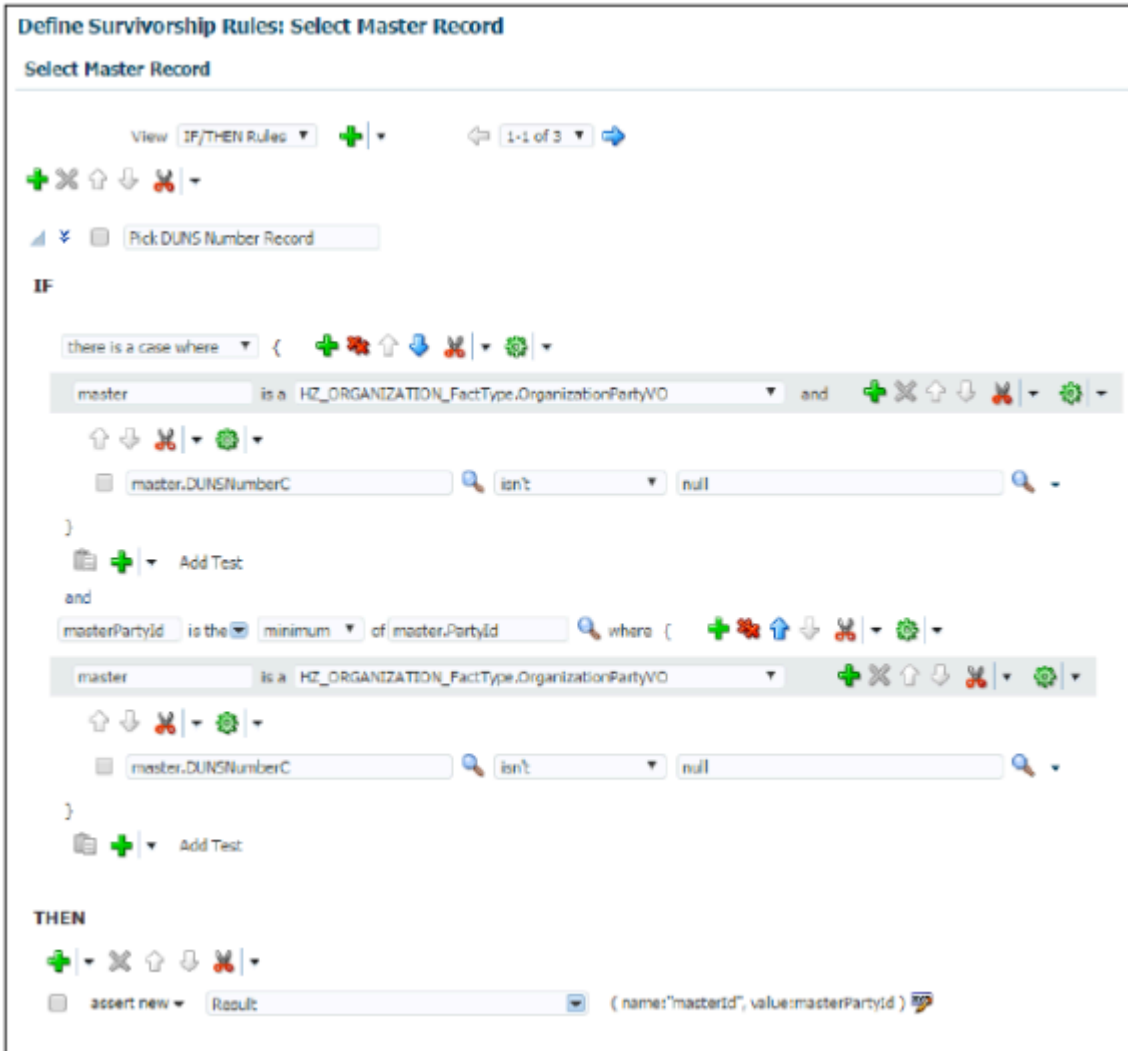 Define Survivorship Rules: Select Master Record
Select Master Record
View IF/THEN Rules 1-1 of 3
Pick DUNS Number Record
IF
there is a case where {
master is a HZ_ORGANIZATION_FactType.OrganizationPartyVO and
master.DUNSNumberC isn't null
}
Add Test
and
masterPartyId is the minimum of master.PartyId where {
master is a HZ_ORGANIZATION_FactType.OrganizationPartyVO
master.DUNSNumberC isn't null
}
Add Test
THEN
assert new Result ( name:"masterId", value:masterPartyId )